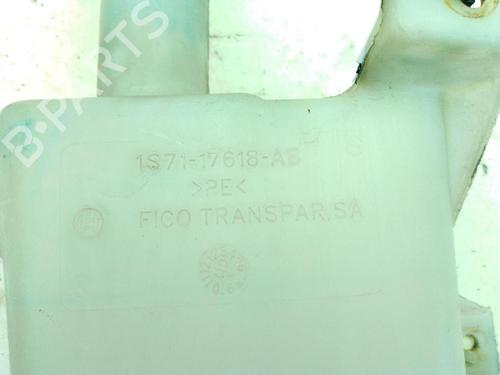 B-PARTS
1S71-17618-AB
>PE<
FICO TRANSPAR,SA